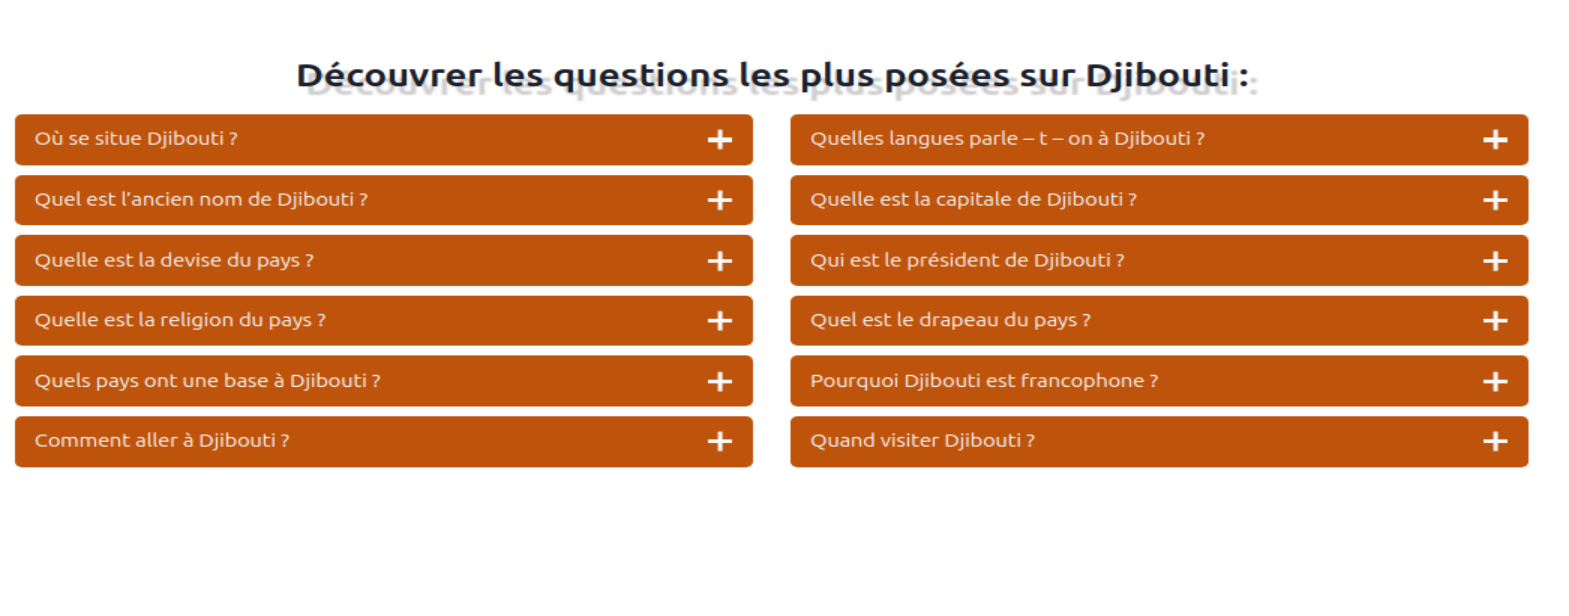 Découvrer les questions les plus posées sur Djibouti :
Où se situe Djibouti ?
Quel est l’ancien nom de Djibouti ?
Quelle est la devise du pays ?
Quelle est la religion du pays ?
Quels pays ont une base à Djibouti ?
Comment aller à Djibouti ?
Quelles langues parle – t – on à Djibouti ?
Quelle est la capitale de Djibouti ?
Qui est le président de Djibouti ?
Quel est le drapeau du pays ?
Pourquoi Djibouti est francophone ?
Quand visiter Djibouti ?